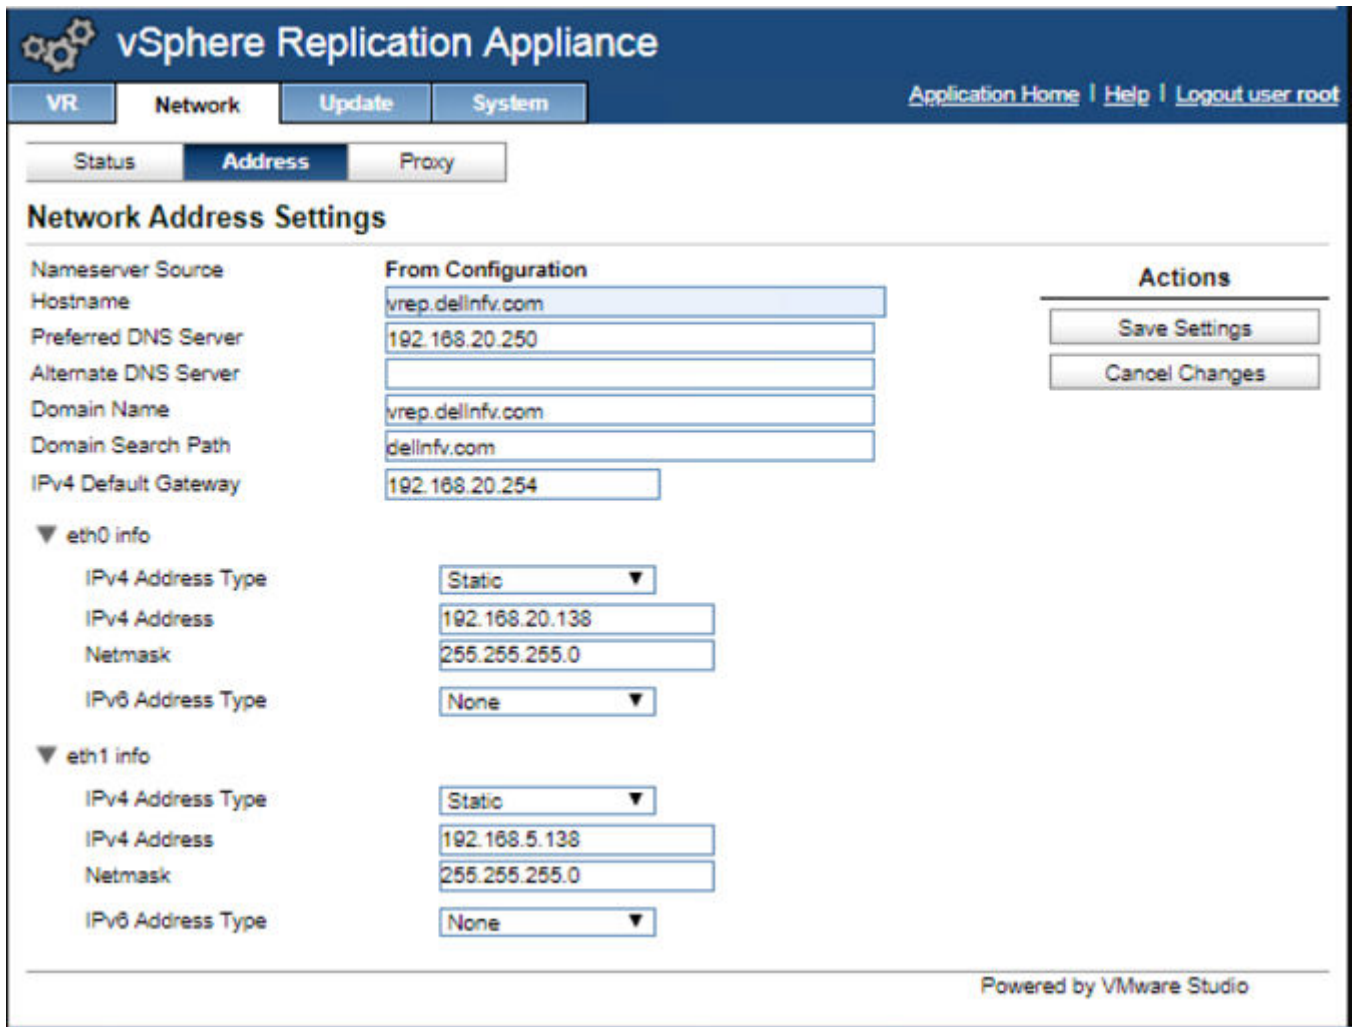 vSphere Replication Appliance
VR Network Update System Application Home | Help | Logout user root
Status Address Proxy
Network Address Settings
Nameserver Source From Configuration
Hostname vrep.dellnfv.com
Preferred DNS Server 192.168.20.250
Alternate DNS Server
Domain Name vrep.dellnfv.com
Domain Search Path dellnfv.com
IPv4 Default Gateway 192.168.20.254
Actions
Save Settings
Cancel Changes
eth0 info
IPv4 Address Type Static
IPv4 Address 192.168.20.138
Netmask 255.255.255.0
IPv6 Address Type None
eth1 info
IPv4 Address Type Static
IPv4 Address 192.168.5.138
Netmask 255.255.255.0
IPv6 Address Type None
Powered by VMware Studio